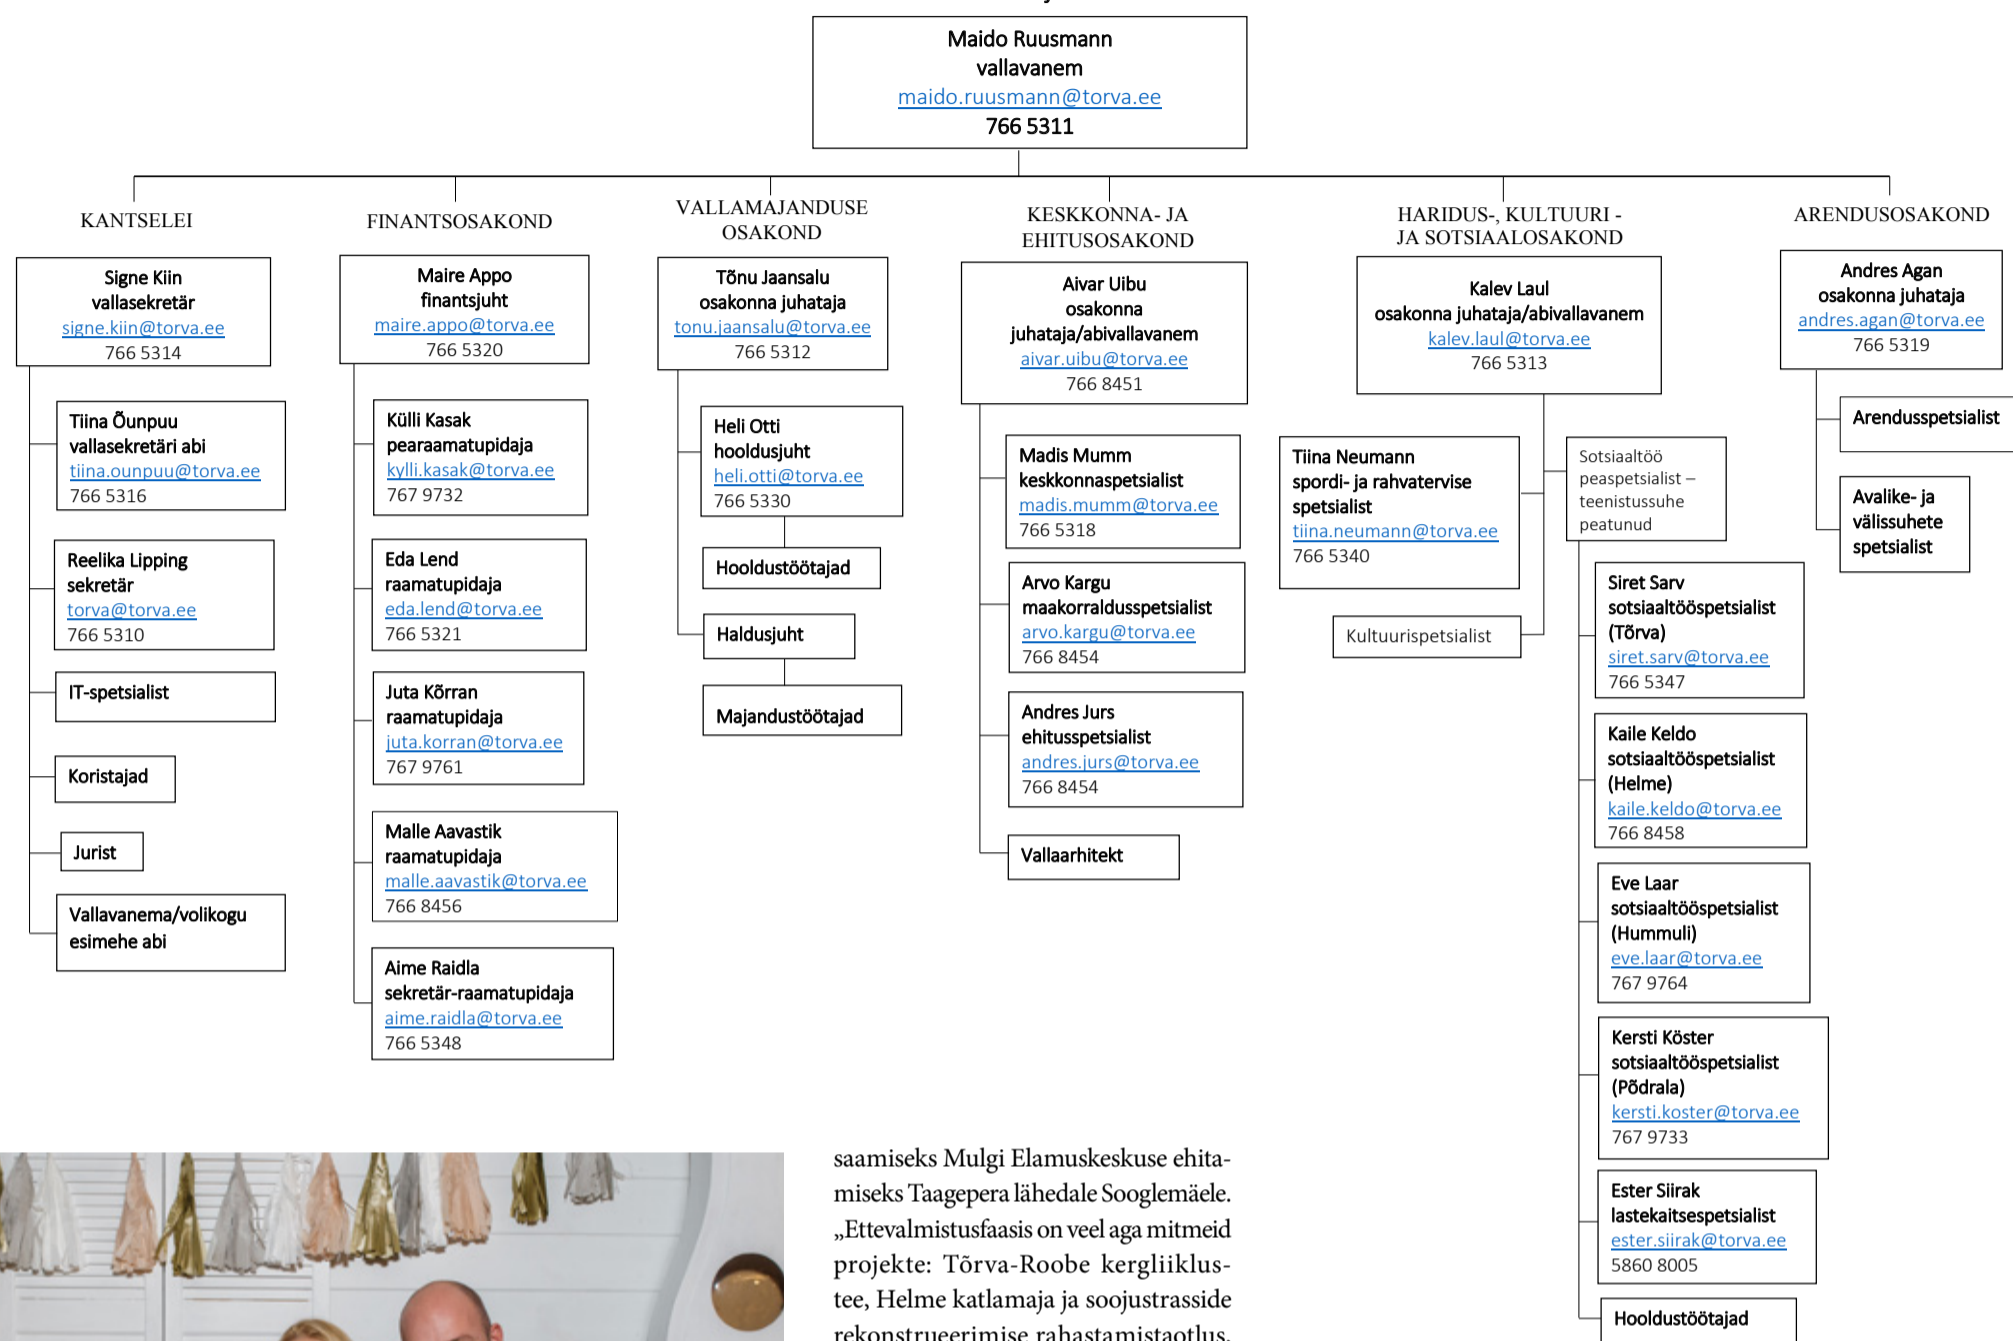 Maido Ruusmann
vallavanem
maido.ruusmann@torva.ee
766 5311
KANTSELEI
Signe Kiin
vallasekretär
signe.kiin@torva.ee
766 5314
Tiina Õunpuu
vallasekretäri abi
tiina.ounpuu@torva.ee
766 5316
Reelika Lipping
sekretär
torva@torva.ee
766 5310
IT-spetsialist
Koristajad
Jurist
Vallavanema/volikogu
esimehe abi
FINANTSOSAKOND
Maire Appo
finantsjuht
maire.appo@torva.ee
766 5320
Külli Kasak
pearaamatupidaja
kylli.kasak@torva.ee
767 9732
Eda Lend
raamatupidaja
eda.lend@torva.ee
766 5321
Juta Kõrran
raamatupidaja
juta.korran@torva.ee
767 9761
Malle Aavastik
raamatupidaja
malle.aavastik@torva.ee
766 8456
Aime Raidla
sekretär-raamatupidaja
aime.raidla@torva.ee
766 5348
VALLAMAJANDUSE
OSAKOND
Tõnu Jaansalu
osakonna juhataja
tonu.jaansalu@torva.ee
766 5312
Heli Otti
hooldusjuht
heli.otti@torva.ee
766 5330
Hooldustöötajad
Haldusjuht
Majandustöötajad
KESKKONNA- JA
EHITUSOSAKOND
Aivar Uibu
osakonna
juhataja/abivallavanem
aivar.uibu@torva.ee
766 8451
Madis Mumm
keskkonnaspetsialist
madis.mumm@torva.ee
766 5318
Arvo Kargu
maakorraldusspetsialist
arvo.kargu@torva.ee
766 8454
Andres Jurs
ehitusspetsialist
andres.jurs@torva.ee
766 8454
Vallaarhitekt
HARIDUS-, KULTUURI -
JA SOTSIAALOSAKOND
Kalev Laul
osakonna juhataja/abivallavanem
kalev.laul@torva.ee
766 5313
Tiina Neumann
spordi- ja rahvatervise
spetsialist
tiina.neumann@torva.ee
766 5340
Kultuurispetsialist
Sotsiaaltöö
peaspetsialist –
teenistussuhe
peatunud
Siret Sarv
sotsiaaltööspetsialist
(Tõrva)
siret.sarv@torva.ee
766 5347
Kaile Keldo
sotsiaaltööspetsialist
(Helme)
kaile.keldo@torva.ee
766 8458
Eve Laar
sotsiaaltööspetsialist
(Hummuli)
eve.laar@torva.ee
767 9764
Kersti Köster
sotsiaaltööspetsialist
(Põdrala)
kersti.koster@torva.ee
767 9733
Ester Siirak
lastekaitsespetsialist
ester.siirak@torva.ee
5860 8005
Hooldustöötajad
ARENDUSOSAKOND
Andres Agan
osakonna juhataja
andres.agan@torva.ee
766 5319
Arendusspetsialist
Avalike- ja
välissuhete
spetsialist
saamiseks Mulgi Elamuskeskuse ehita-
miseks Taagepera lähedale Sooglemäele.
„Ettevalmistusfaasis on veel aga mitmeid
projekte: Tõrva-Roobe kergliiklus-
tee, Helme katlamaja ja soojustrasside
rekonstrueerimise rahastamistaotlus,